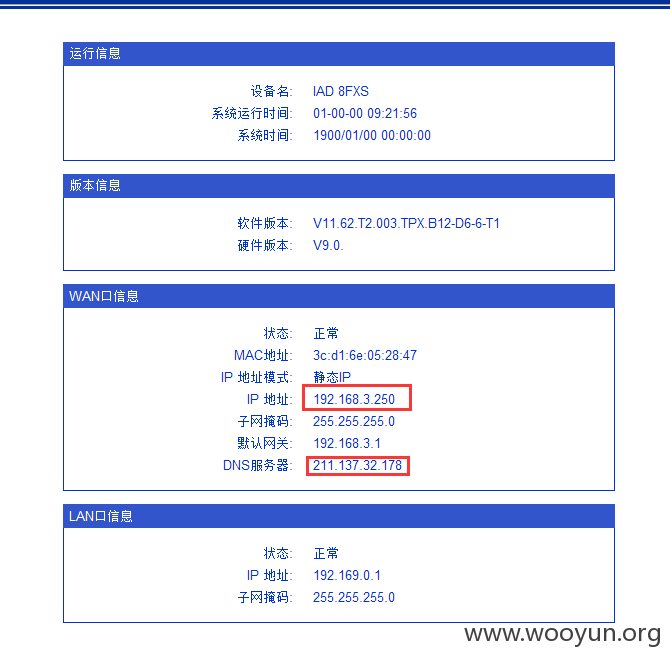 运行信息
设备名: IAD 8FXS
系统运行时间: 01-00-00 09:21:56
系统时间: 1900/01/00 00:00:00
版本信息
软件版本: V11.62.T2.003.TPX.B12-D6-6-T1
硬件版本: V9.0.
WAN口信息
状态: 正常
MAC地址: 3c:d1:6e:05:28:47
IP 地址模式: 静态IP
IP 地址: 192.168.3.250
子网掩码: 255.255.255.0
默认网关: 192.168.3.1
DNS服务器: 211.137.32.178
LAN口信息
状态: 正常
IP 地址: 192.169.0.1
子网掩码: 255.255.255.0
www.wooyun.org